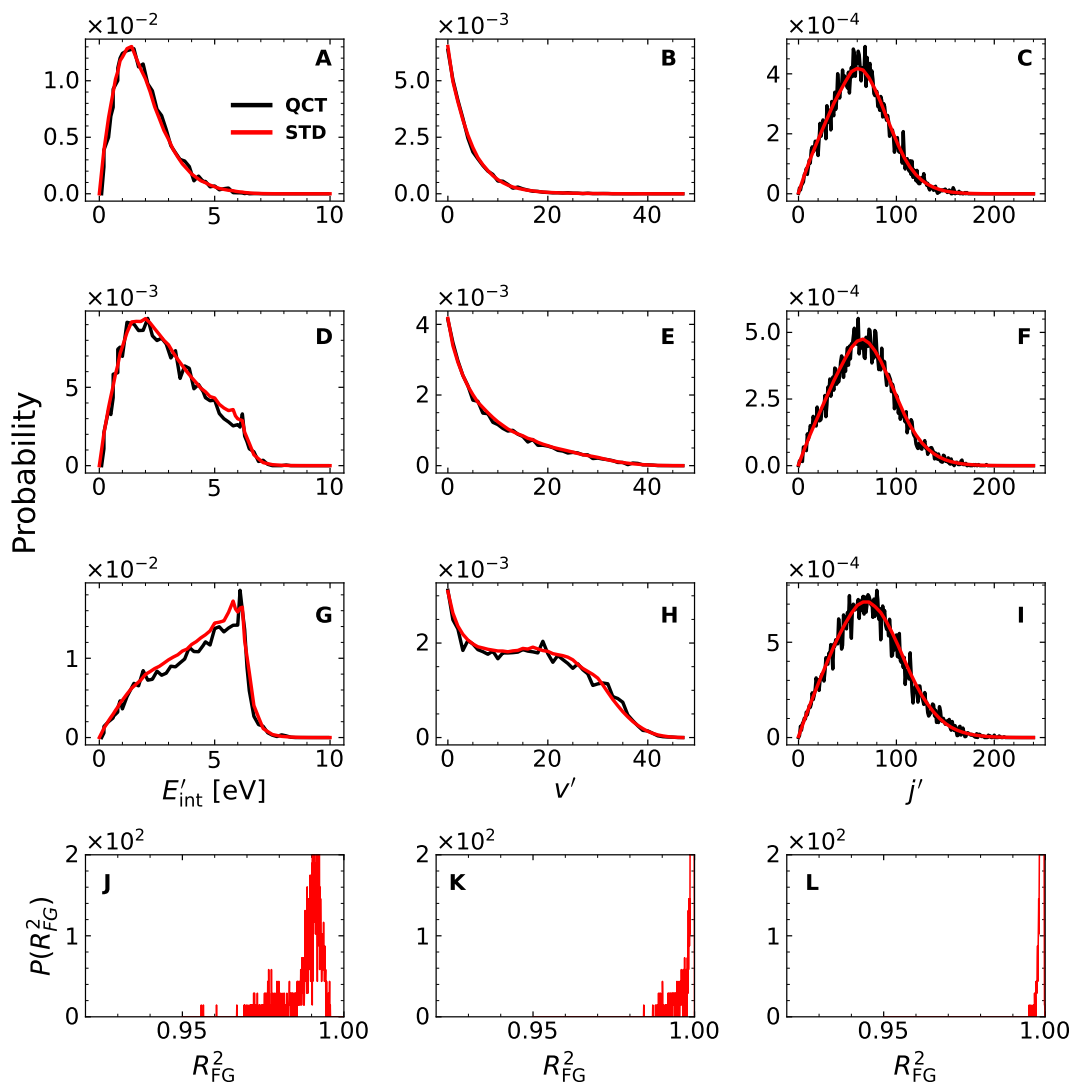 ×10⁻² ×10⁻³ ×10⁻⁴
A B C
QCT
STD
1.0 0.5 0.0
5.0 2.5 0.0
4 2 0
0 5 10
0 20 40
0 100 200
×10⁻³ ×10⁻³ ×10⁻⁴
D E F
5 0
4 2 0
5.0 2.5 0.0
0 5 10
0 20 40
0 100 200
Probability
×10⁻² ×10⁻³ ×10⁻⁴
G H I
1 0
2 0
5 0
0 5 10
0 20 40
0 100 200
E′int [eV] v′ j′
×10² ×10² ×10²
J K L
2 1 0
2 1 0
2 1 0
P(R²FG)
0.95 1.00
0.95 1.00
0.95 1.00
R²FG R²FG R²FG